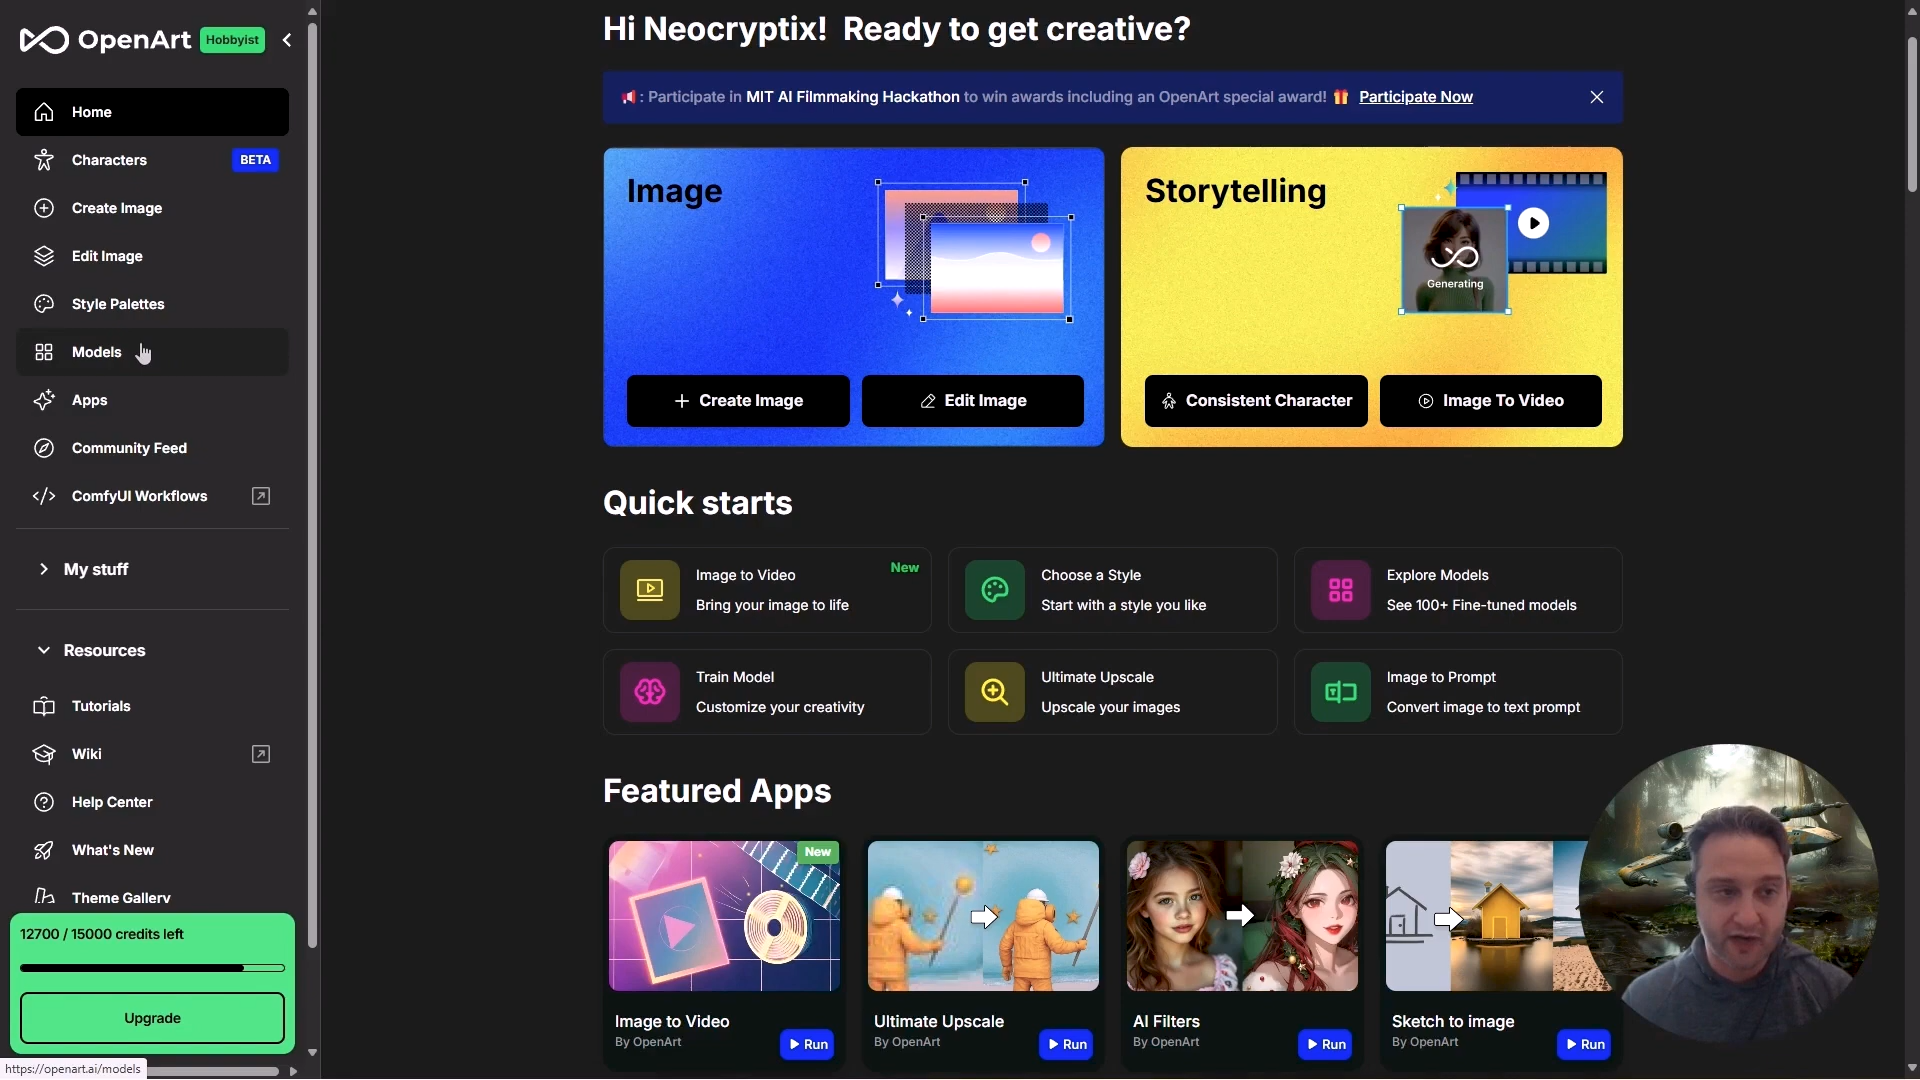 OpenArt
Hobbyist
Home
Characters
BETA
Create Image
Edit Image
Style Palettes
Models
Apps
Community Feed
ComfyUI Workflows
My stuff
Resources
Tutorials
Wiki
Help Center
What's New
Theme Gallery
12700 / 15000 credits left
Upgrade
https://openart.ai/models
Hi Neocryptix! Ready to get creative?
: Participate in MIT AI Filmmaking Hackathon to win awards including an OpenArt special award! Participate Now
Image
Create Image
Edit Image
Storytelling
Generating
Consistent Character
Image To Video
Quick starts
Image to Video
New
Bring your image to life
Choose a Style
Start with a style you like
Explore Models
See 100+ Fine-tuned models
Train Model
Customize your creativity
Ultimate Upscale
Upscale your images
Image to Prompt
Convert image to text prompt
Featured Apps
New
Image to Video
By OpenArt
Run
Ultimate Upscale
By OpenArt
Run
AI Filters
By OpenArt
Run
Sketch to image
By OpenArt
Run